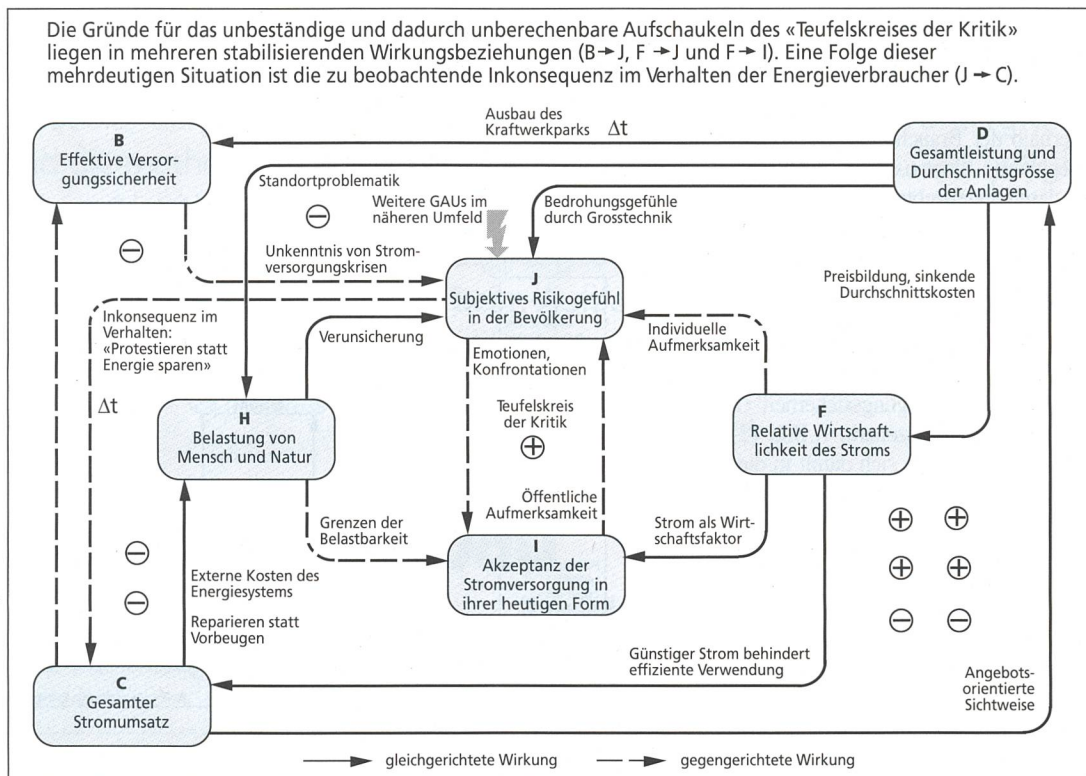 Die Gründe für das unbeständige und dadurch unberechenbare Aufschaukeln des «Teufelskreises der Kritik»
liegen in mehreren stabilisierenden Wirkungsbeziehungen (B→J, F→J und F→I). Eine Folge dieser
mehrdeutigen Situation ist die zu beobachtende Inkonsequenz im Verhalten der Energieverbraucher (J→C).
Ausbau des
Kraftwerkparks Δt
B
Effektive Versor-
gungssicherheit
D
Gesamtleistung und
Durchschnittsgrösse
der Anlagen
Standortproblematik
⊖
Weitere GAUs im
näheren Umfeld
Bedrohungsgefühle
durch Grosstechnik
⊖
Unkenntnis von Strom-
versorgungskrisen
J
Subjektives Risikogefühl
in der Bevölkerung
Preisbildung, sinkende
Durchschnittskosten
Inkonsequenz im
Verhalten:
«Protestieren statt
Energie sparen»
Δt
Verunsicherung
Individuelle
Aufmerksamkeit
Emotionen,
Konfrontationen
H
Belastung von
Mensch und Natur
Teufelskreis
der Kritik
⊕
F
Relative Wirtschaft-
lichkeit des Stroms
Öffentliche
Aufmerksamkeit
Grenzen der
Belastbarkeit
Strom als Wirt-
schaftsfaktor
I
Akzeptanz der
Stromversorgung in
ihrer heutigen Form
⊕ ⊕
⊕ ⊕
⊖ ⊖
⊖
⊖
Externe Kosten des
Energiesystems
Reparieren statt
Vorbeugen
Günstiger Strom behindert
effiziente Verwendung
Angebots-
orientierte
Sichtweise
C
Gesamter
Stromumsatz
gleichgerichtete Wirkung
gegengerichtete Wirkung